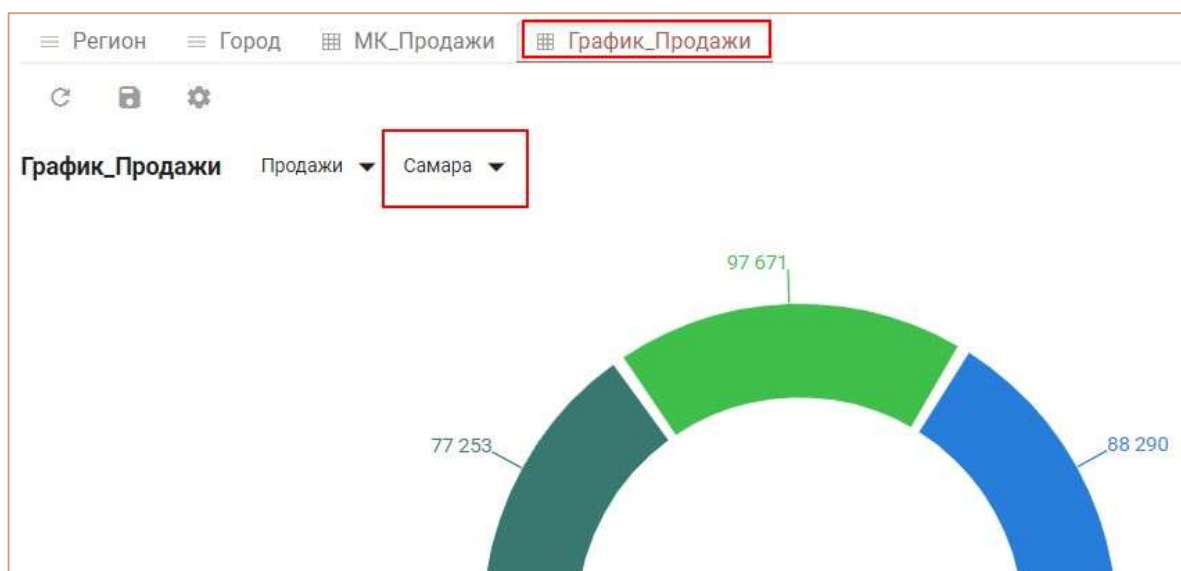 Регион Город МК_Продажи График_Продажи
График_Продажи Продажи Самара
97 671
77 253 88 290